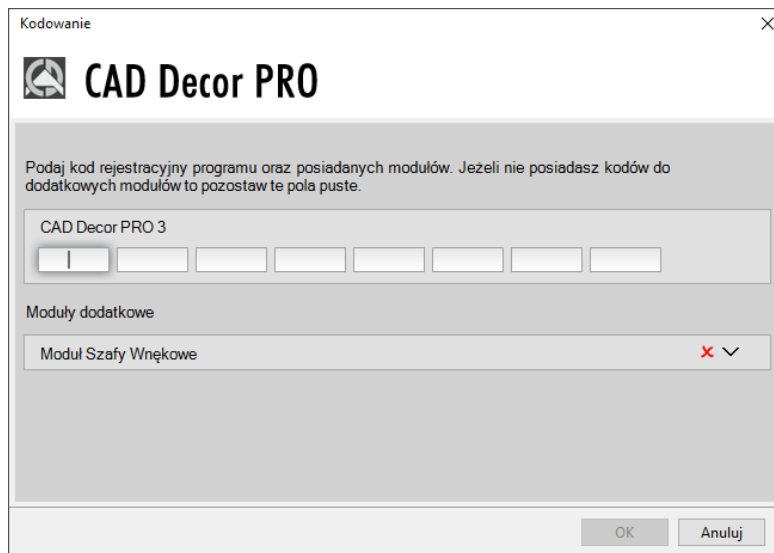 Kodowanie
CAD Decor PRO
Podaj kod rejestracyjny programu oraz posiadanych modułów. Jeżeli nie posiadasz kodów do
dodatkowych modułów to pozostaw te pola puste.
CAD Decor PRO 3
Moduły dodatkowe
Moduł Szafy Wnękowe
OK
Anuluj